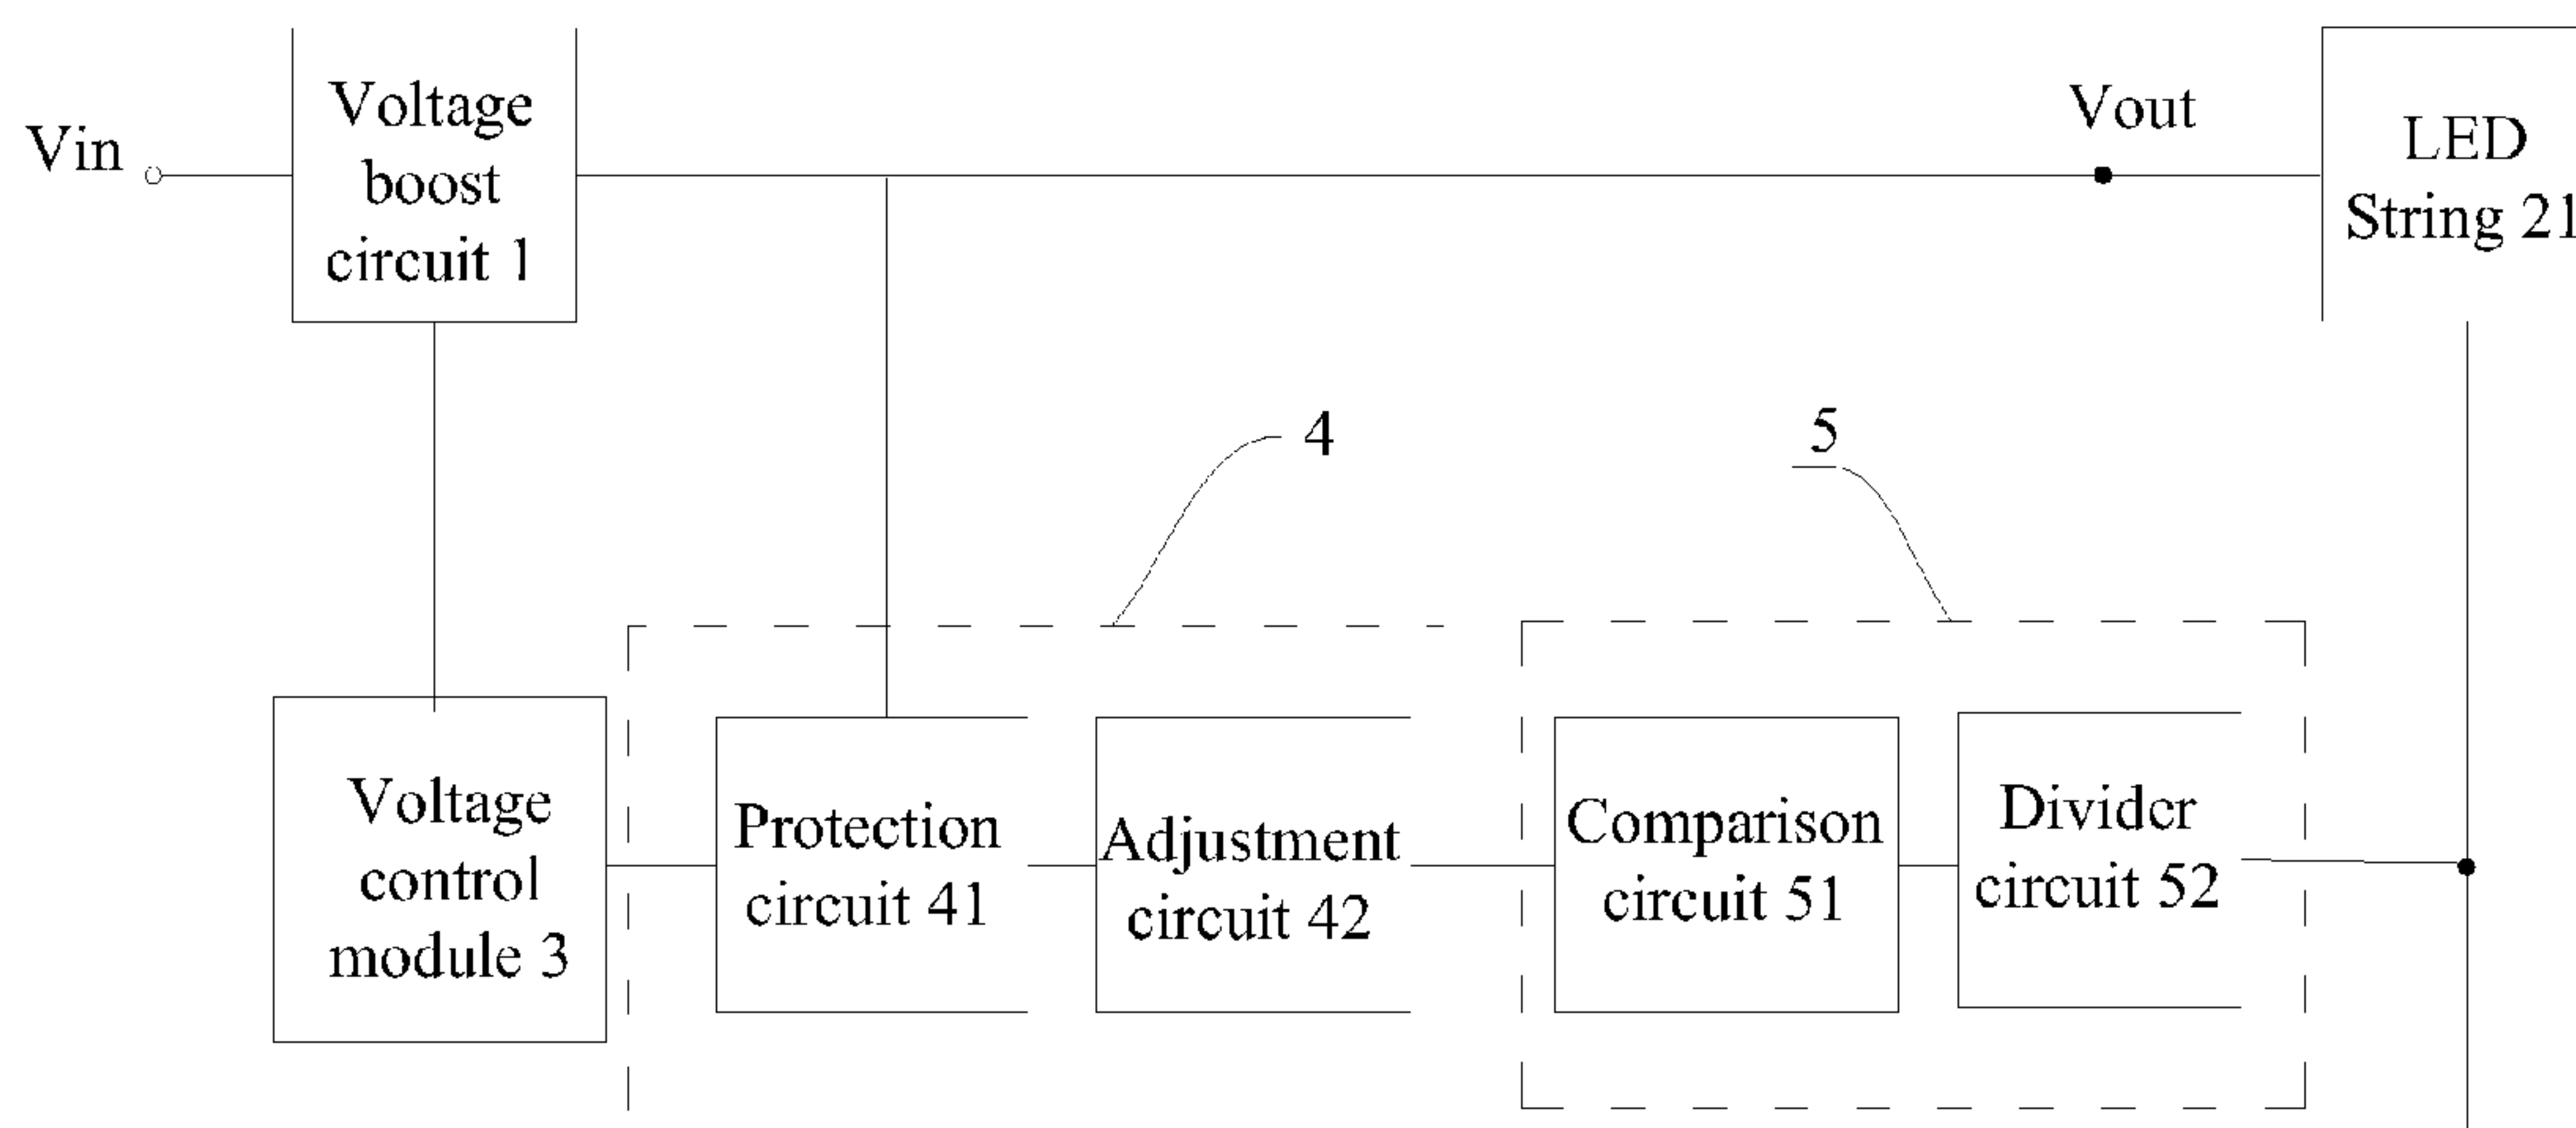 Vin
Voltage
boost
circuit 1
Vout
LED
String 21
4
5
Voltage
control
module 3
Protection
circuit 41
Adjustment
circuit 42
Comparison
circuit 51
Divider
circuit 52